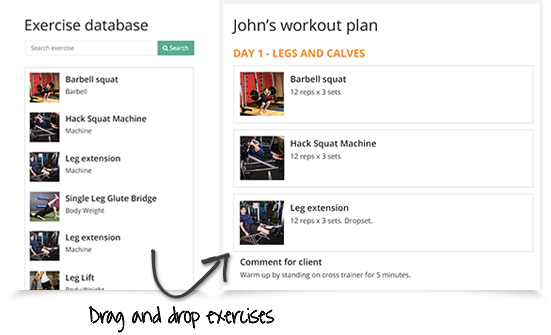 Exercise database
Search exercise
Search
Barbell squat
Barbell
Hack Squat Machine
Machine
Leg extension
Machine
Single Leg Glute Bridge
Body Weight
Leg extension
Machine
Leg Lift
Body Weight
John's workout plan
DAY 1 - LEGS AND CALVES
Barbell squat
12 reps x 3 sets
Hack Squat Machine
12 reps x 3 sets
Leg extension
12 reps x 3 sets. Dropset.
Comment for client
Warm up by standing on cross trainer for 5 minutes.
Drag and drop exercises